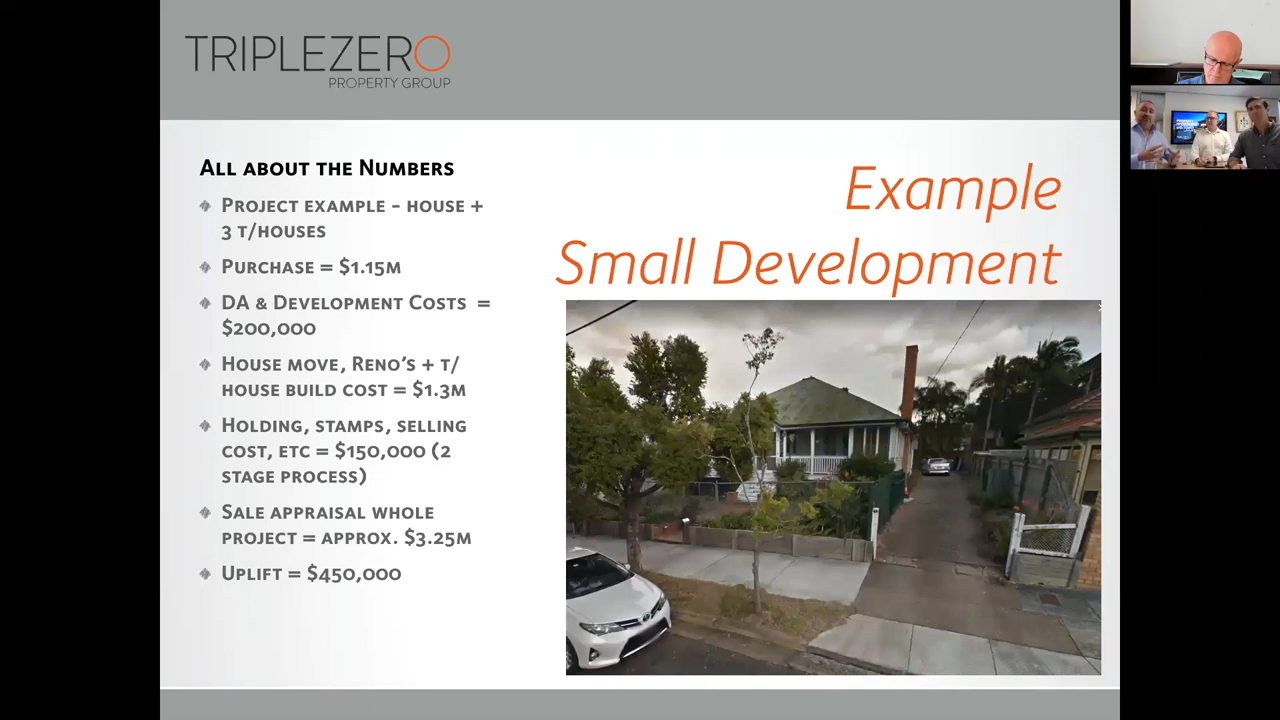 TRIPLEZERO
PROPERTY GROUP
All about the Numbers
Project example - house +
3 t/houses
Purchase = $1.15m
DA & Development Costs =
$200,000
House move, Reno's + t/
house build cost = $1.3m
Holding, stamps, selling
cost, etc = $150,000 (2
stage process)
Sale appraisal whole
project = approx. $3.25m
Uplift = $450,000
Example
Small Development